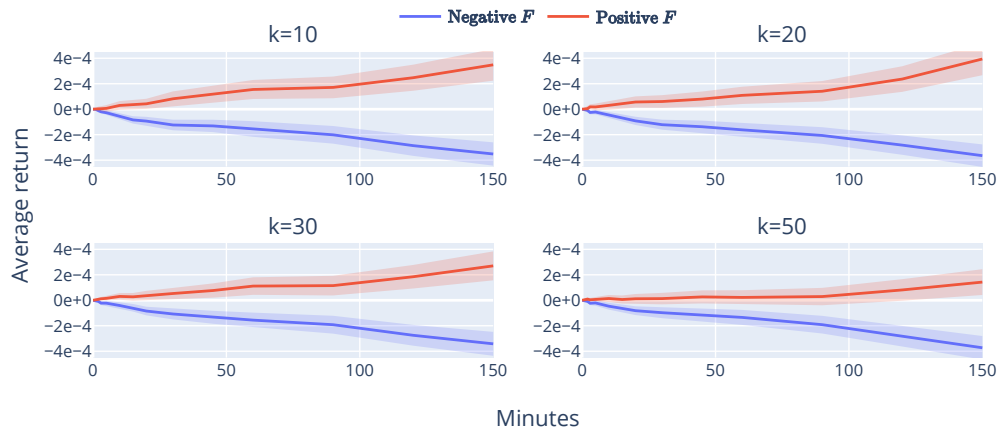 Negative F Positive F
k=10 k=20
4e−4 4e−4
2e−4 2e−4
0e+0 0e+0
−2e−4 −2e−4
−4e−4 −4e−4
0 50 100 150 0 50 100 150
Average return
k=30 k=50
4e−4 4e−4
2e−4 2e−4
0e+0 0e+0
−2e−4 −2e−4
−4e−4 −4e−4
0 50 100 150 0 50 100 150
Minutes